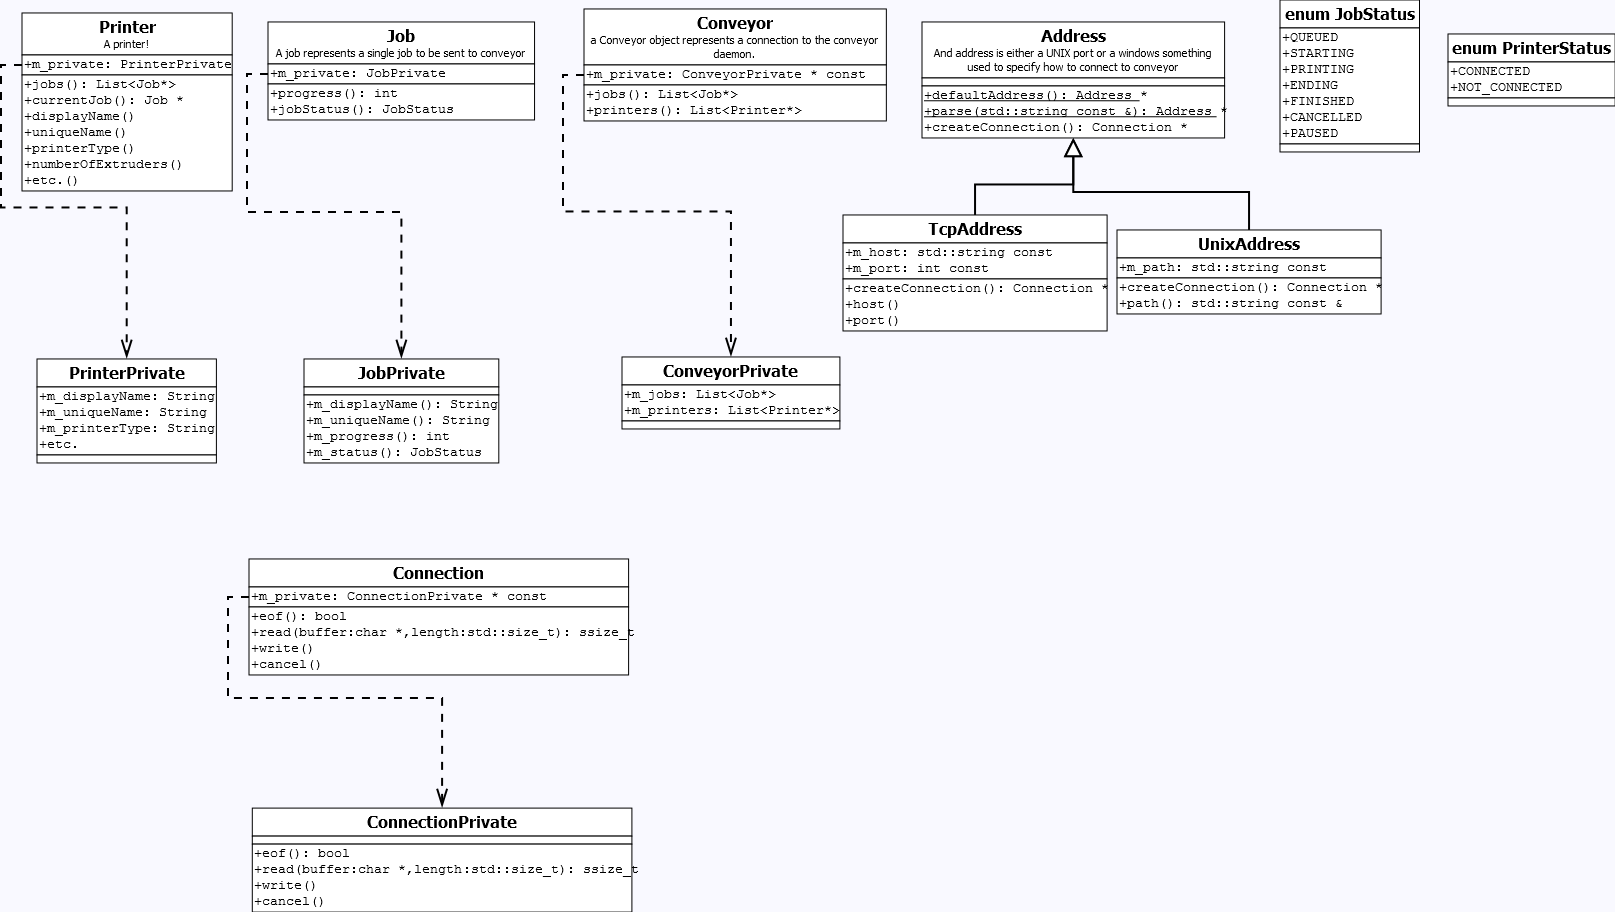 Printer
A printer!
+m_private: PrinterPrivate
+jobs(): List<Job*>
+currentJob(): Job *
+displayName()
+uniqueName()
+printerType()
+numberOfExtruders()
+etc.()
Job
A job represents a single job to be sent to conveyor
+m_private: JobPrivate
+progress(): int
+jobStatus(): JobStatus
Conveyor
a Conveyor object represents a connection to the conveyor
daemon.
+m_private: ConveyorPrivate * const
+jobs(): List<Job*>
+printers(): List<Printer*>
Address
And address is either a UNIX port or a windows something
used to specify how to connect to conveyor
+defaultAddress(): Address *
+parse(std::string const &): Address *
+createConnection(): Connection *
enum JobStatus
+QUEUED
+STARTING
+PRINTING
+ENDING
+FINISHED
+CANCELLED
+PAUSED
enum PrinterStatus
+CONNECTED
+NOT_CONNECTED
TcpAddress
+m_host: std::string const
+m_port: int const
+createConnection(): Connection *
+host()
+port()
UnixAddress
+m_path: std::string const
+createConnection(): Connection *
+path(): std::string const &
PrinterPrivate
+m_displayName: String
+m_uniqueName: String
+m_printerType: String
+etc.
JobPrivate
+m_displayName(): String
+m_uniqueName(): String
+m_progress(): int
+m_status(): JobStatus
ConveyorPrivate
+m_jobs: List<Job*>
+m_printers: List<Printer*>
Connection
+m_private: ConnectionPrivate * const
+eof(): bool
+read(buffer:char *,length:std::size_t): ssize_t
+write()
+cancel()
ConnectionPrivate
+eof(): bool
+read(buffer:char *,length:std::size_t): ssize_t
+write()
+cancel()